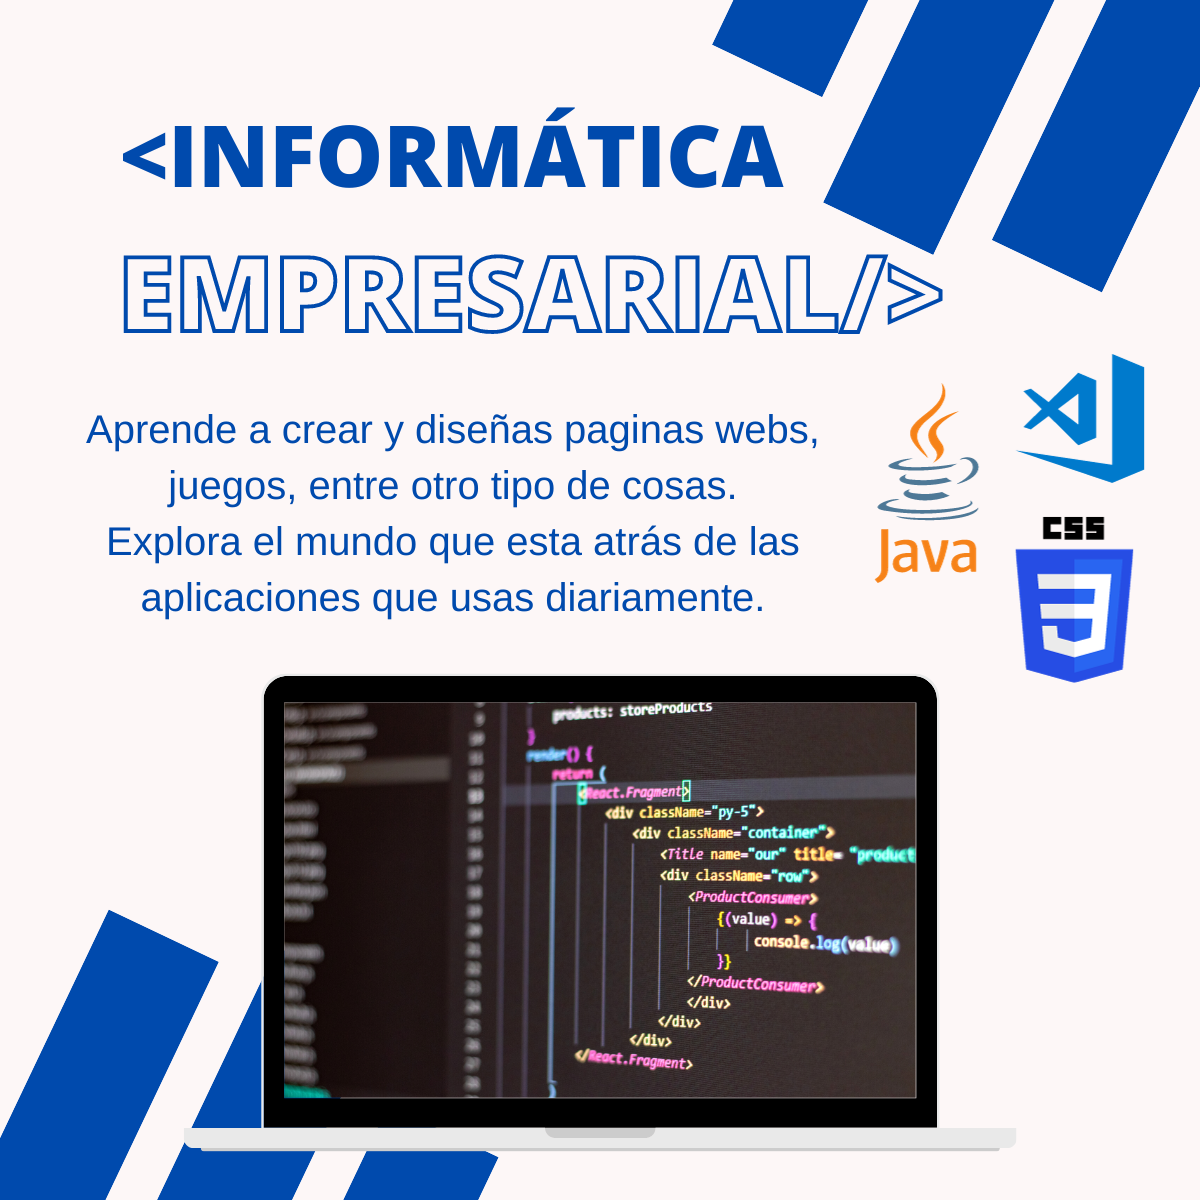 <INFORMÁTICA
EMPRESARIAL/>
Aprende a crear y diseñas paginas webs,
juegos, entre otro tipo de cosas.
Explora el mundo que esta atrás de las
aplicaciones que usas diariamente.
Java
CSS
products: storeProducts
}
render() {
return (
<React.Fragment>
<div className="py-5">
<div className="container">
<Title name="our" title= "product
<div className="row">
<ProductConsumer>
{(value) => {
console.log(value)
}}
</ProductConsumer>
</div>
</div>
</div>
</React.Fragment>
)